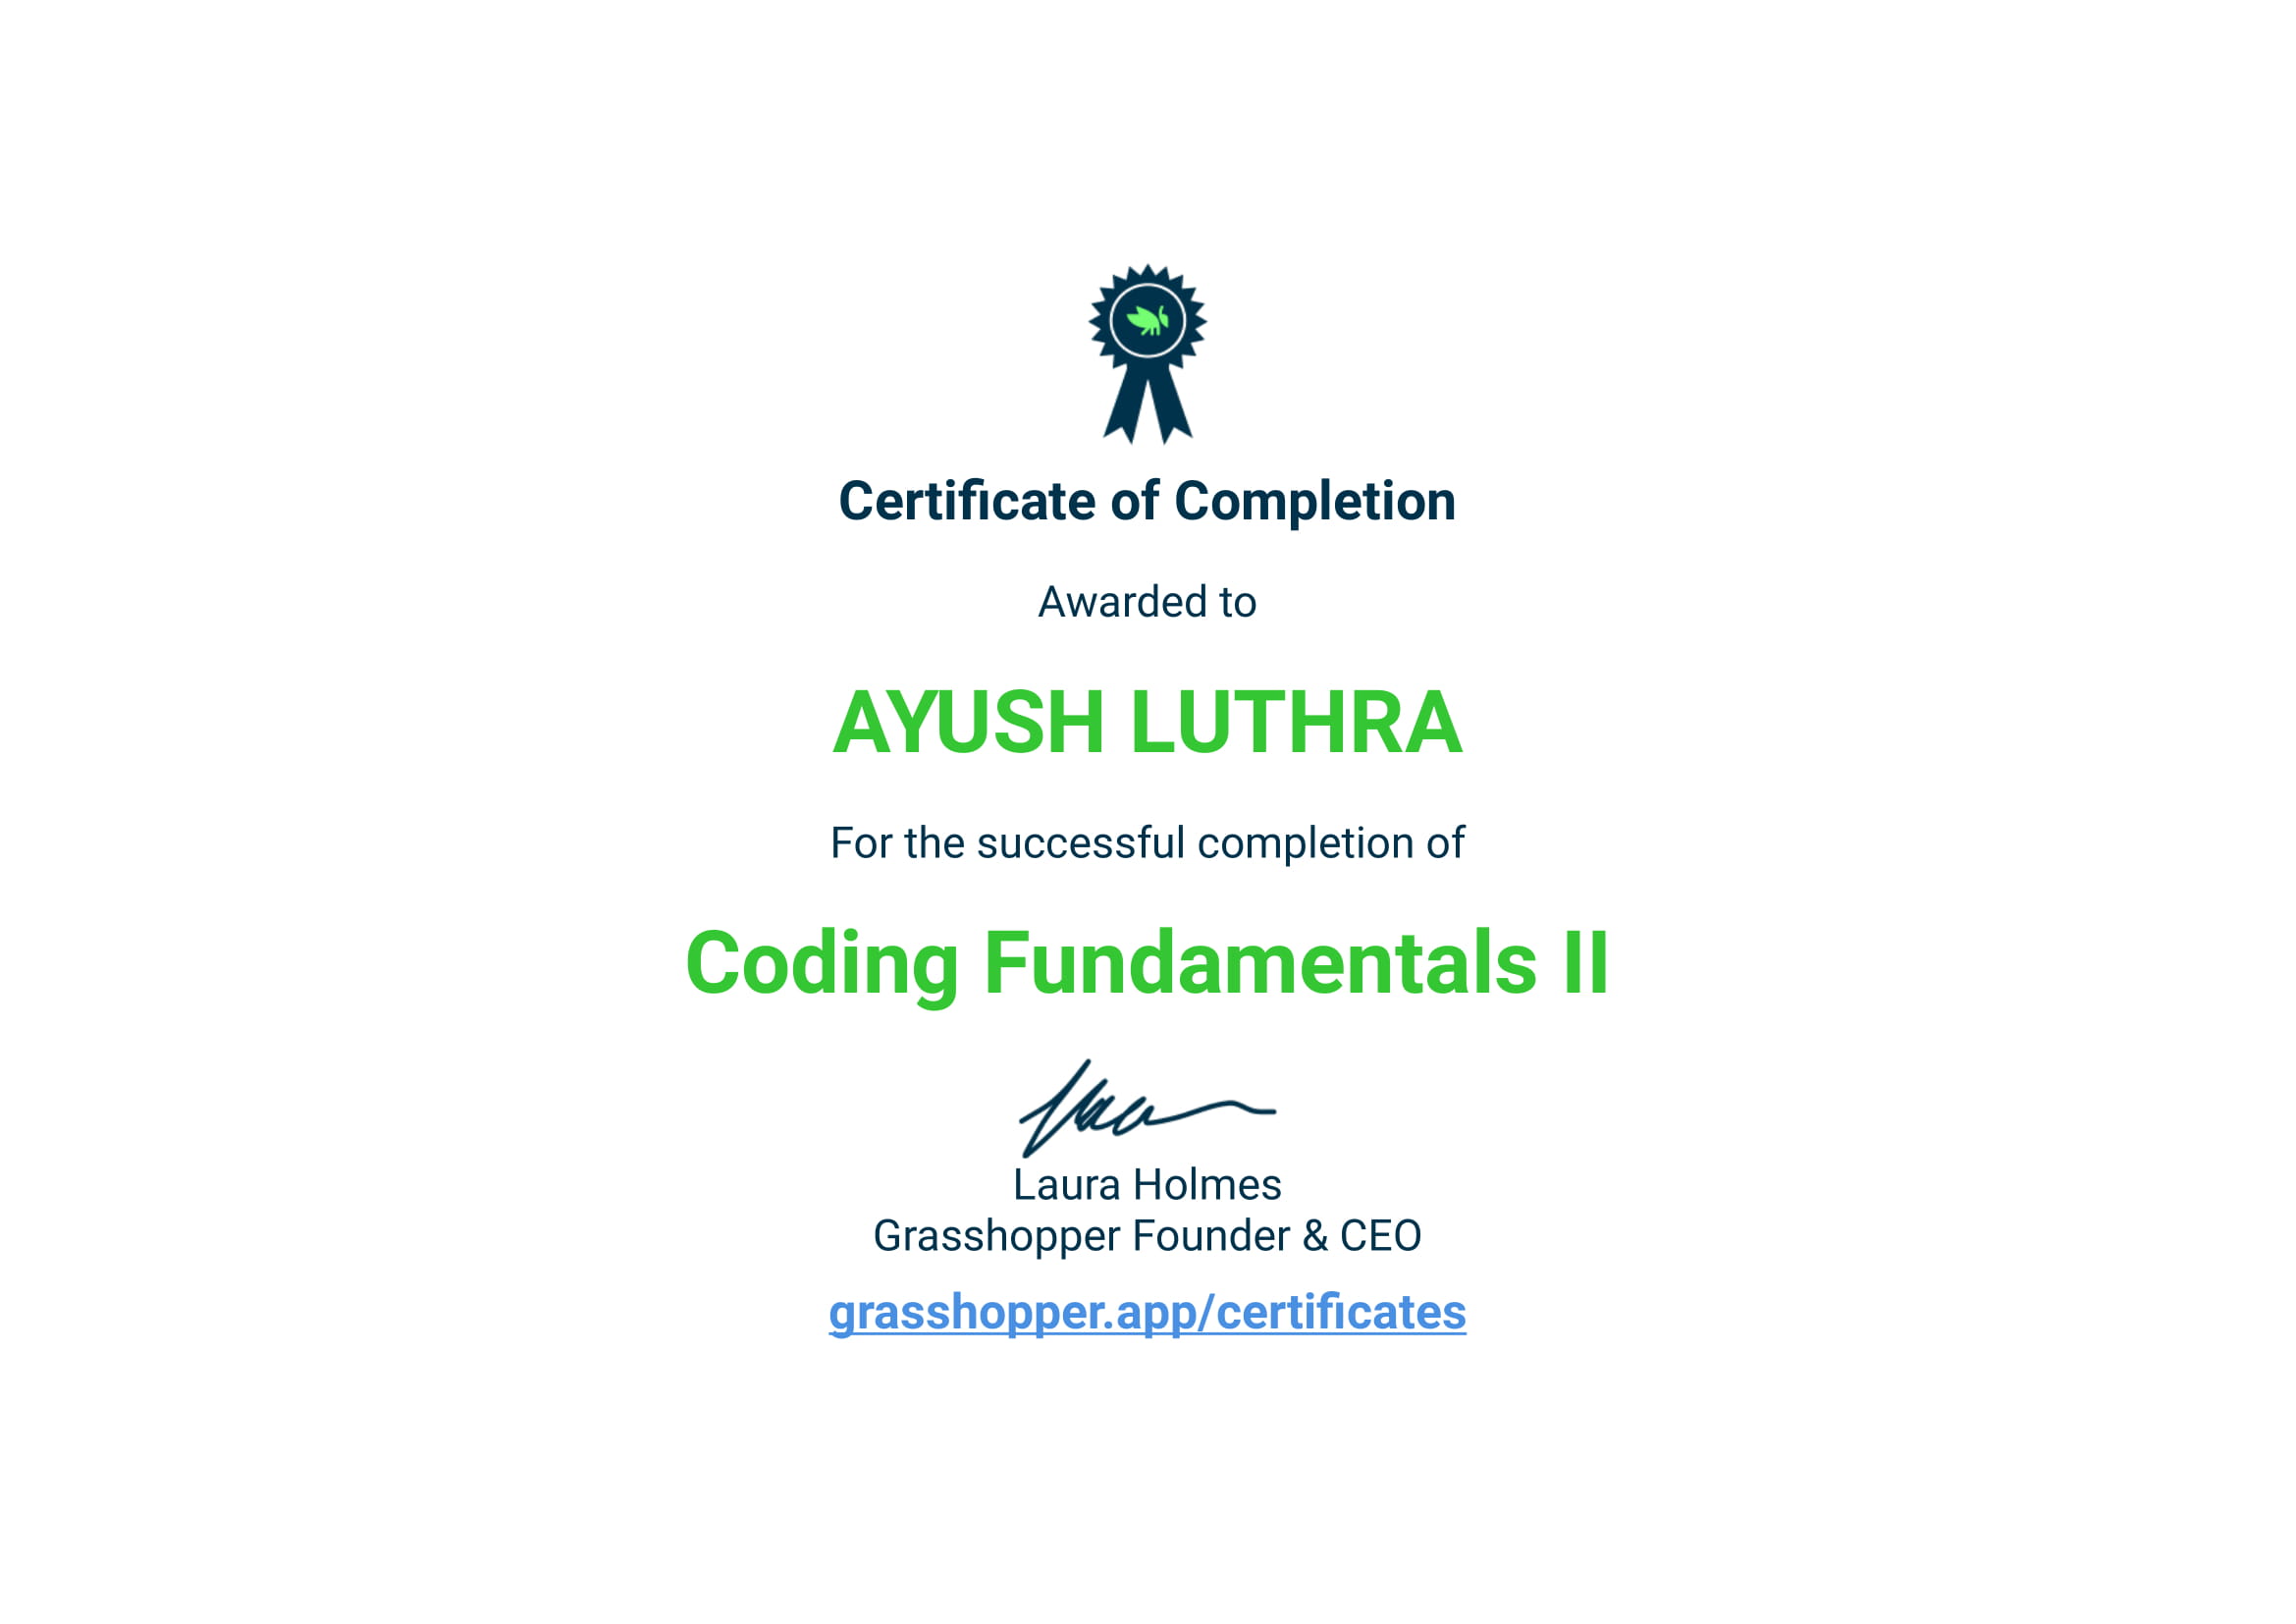 Certificate of Completion
Awarded to
AYUSH LUTHRA
For the successful completion of
Coding Fundamentals II
Laura Holmes
Grasshopper Founder & CEO
grasshopper.app/certificates